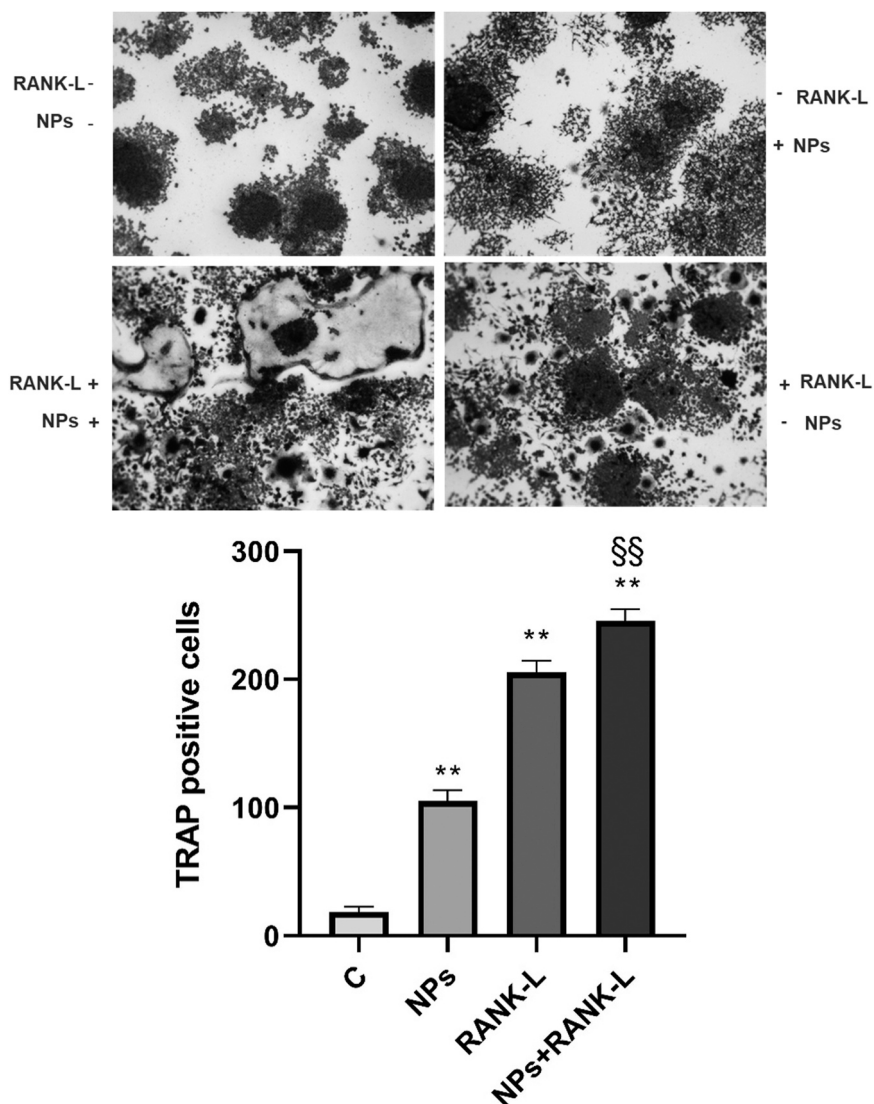 RANK-L -
NPs -
- RANK-L
+ NPs
RANK-L +
NPs +
+ RANK-L
- NPs
300
200
100
0
TRAP positive cells
**
**
§§
**
C
NPs
RANK-L
NPs+RANK-L